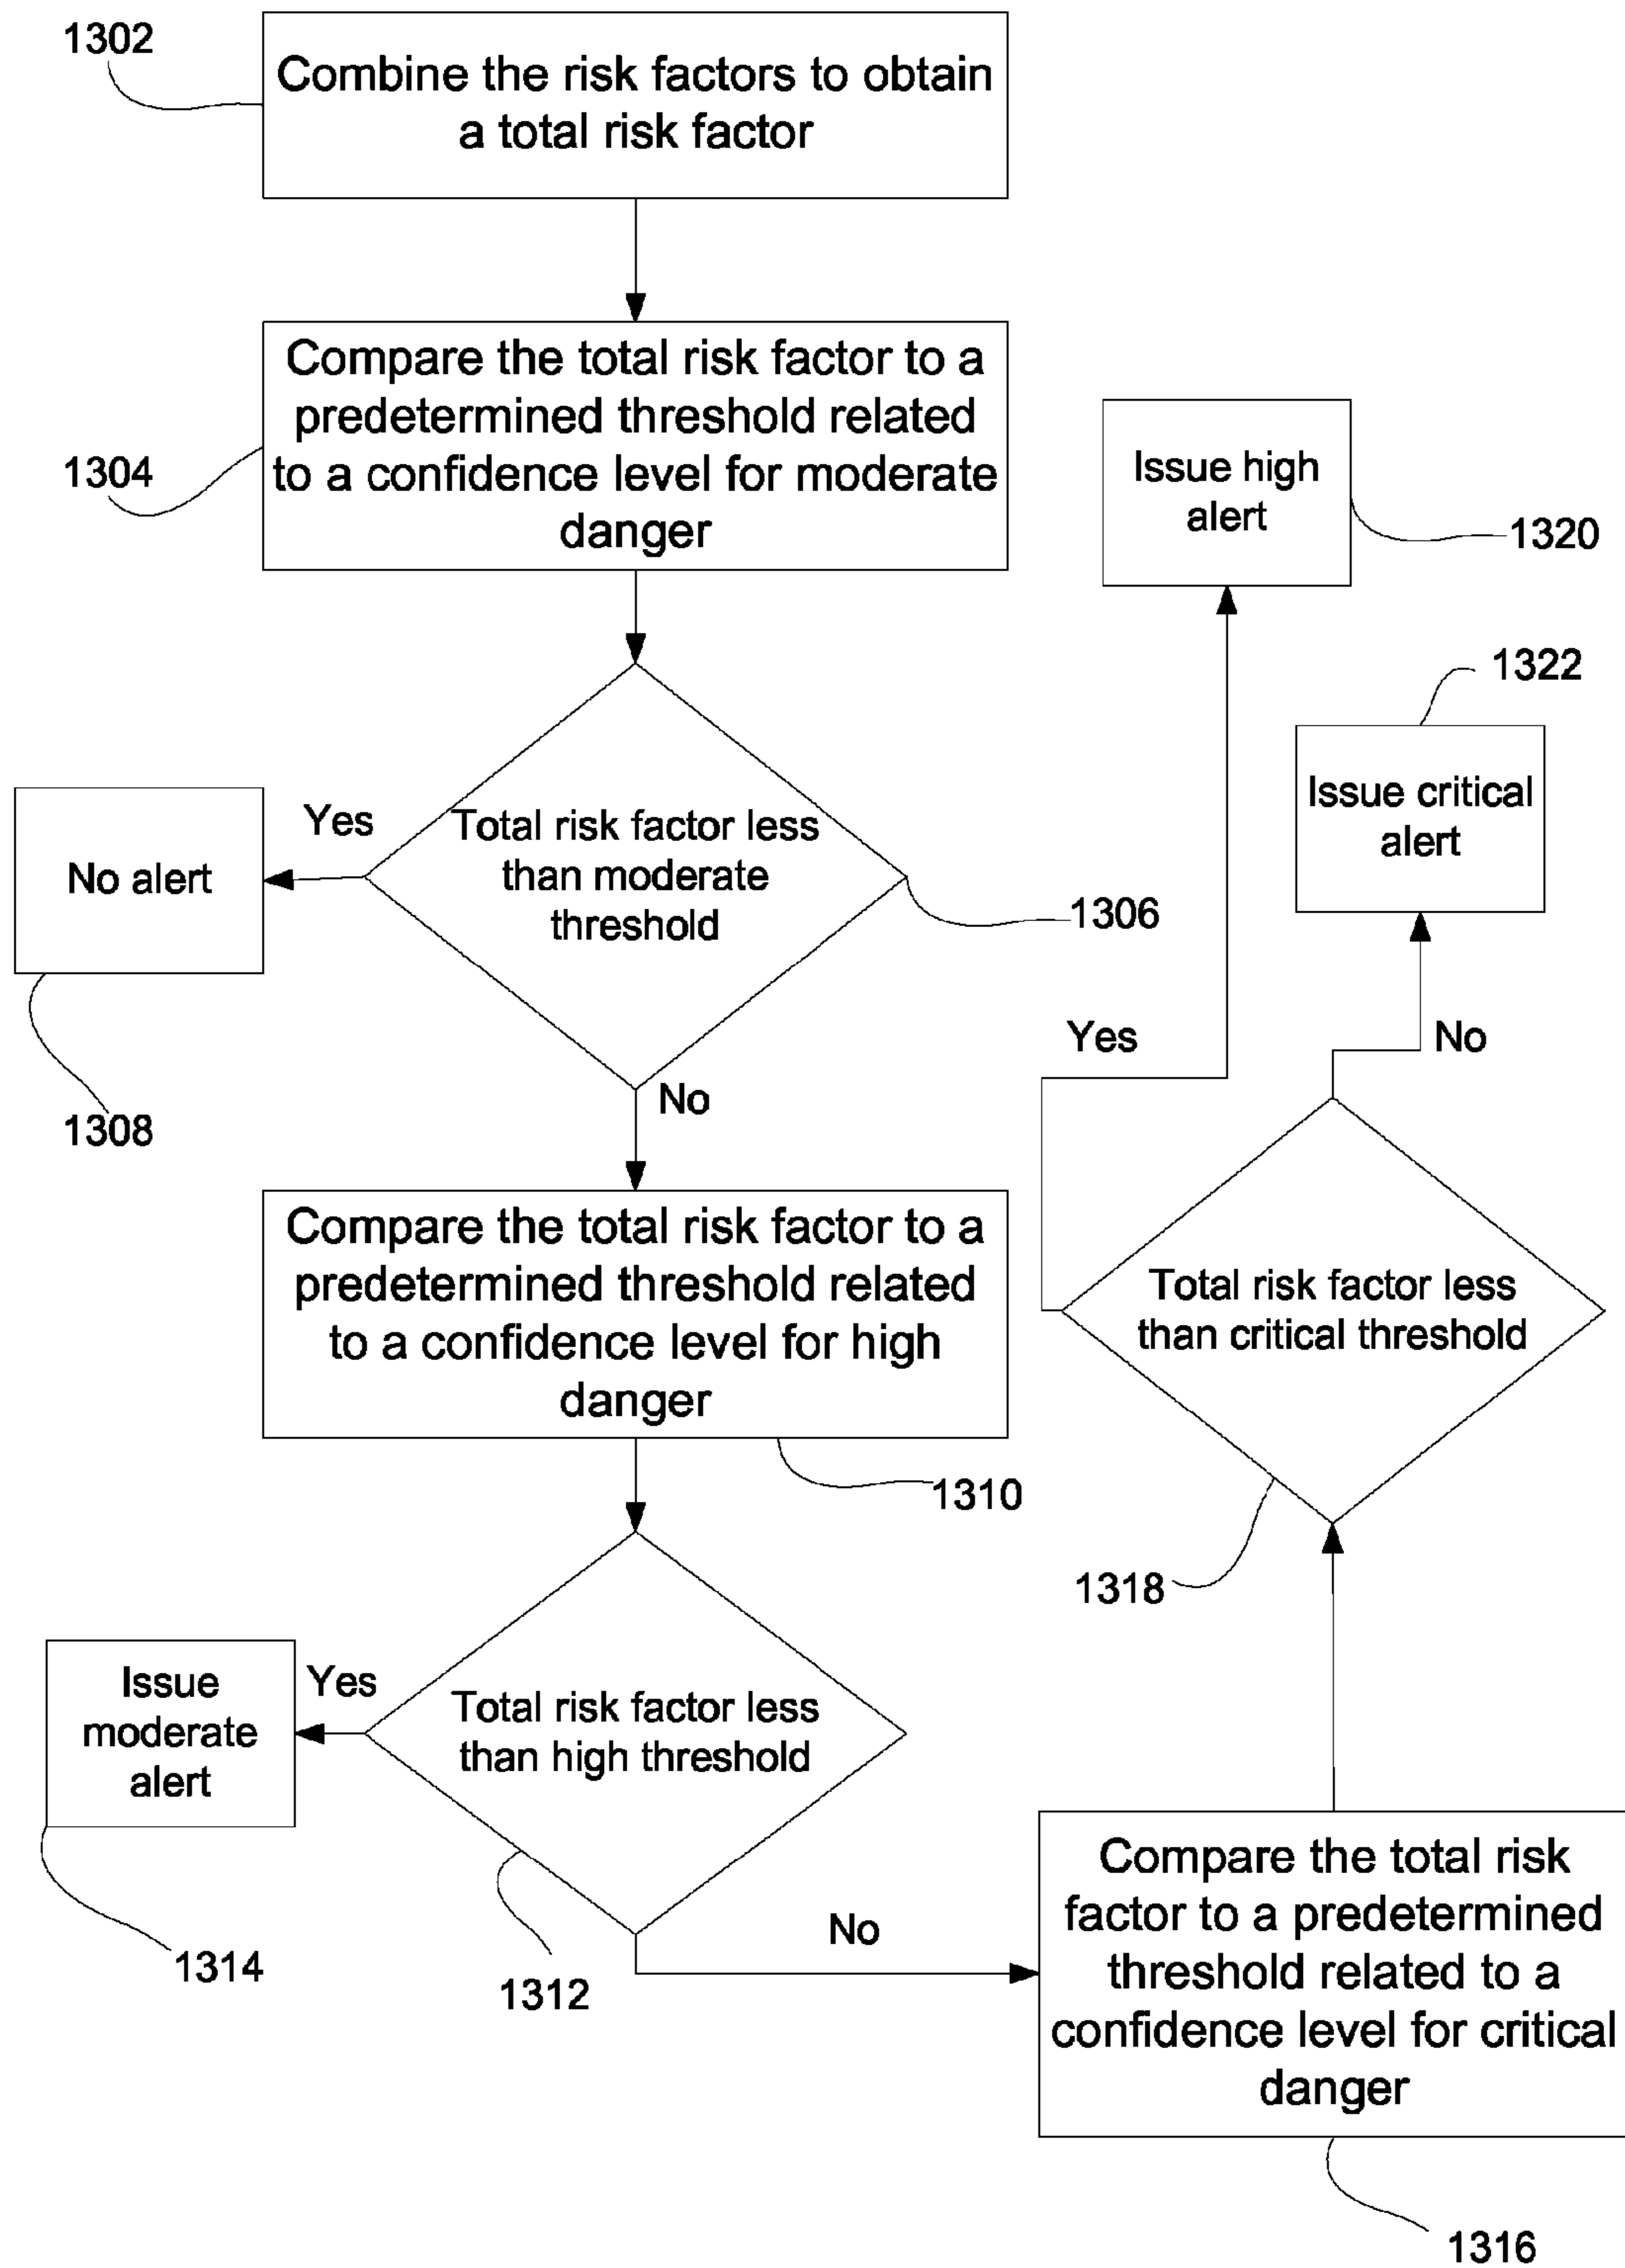 1302
Combine the risk factors to obtain
a total risk factor
Compare the total risk factor to a
predetermined threshold related
to a confidence level for moderate
danger
1304
Issue high
alert
1320
1322
Issue critical
alert
Total risk factor less
than moderate
threshold
Yes
No alert
1306
1308
No
Yes
No
Compare the total risk factor to a
predetermined threshold related
to a confidence level for high
danger
1310
Total risk factor less
than critical threshold
1318
Total risk factor less
than high threshold
Yes
Issue
moderate
alert
1314
1312
No
Compare the total risk
factor to a predetermined
threshold related to a
confidence level for critical
danger
1316